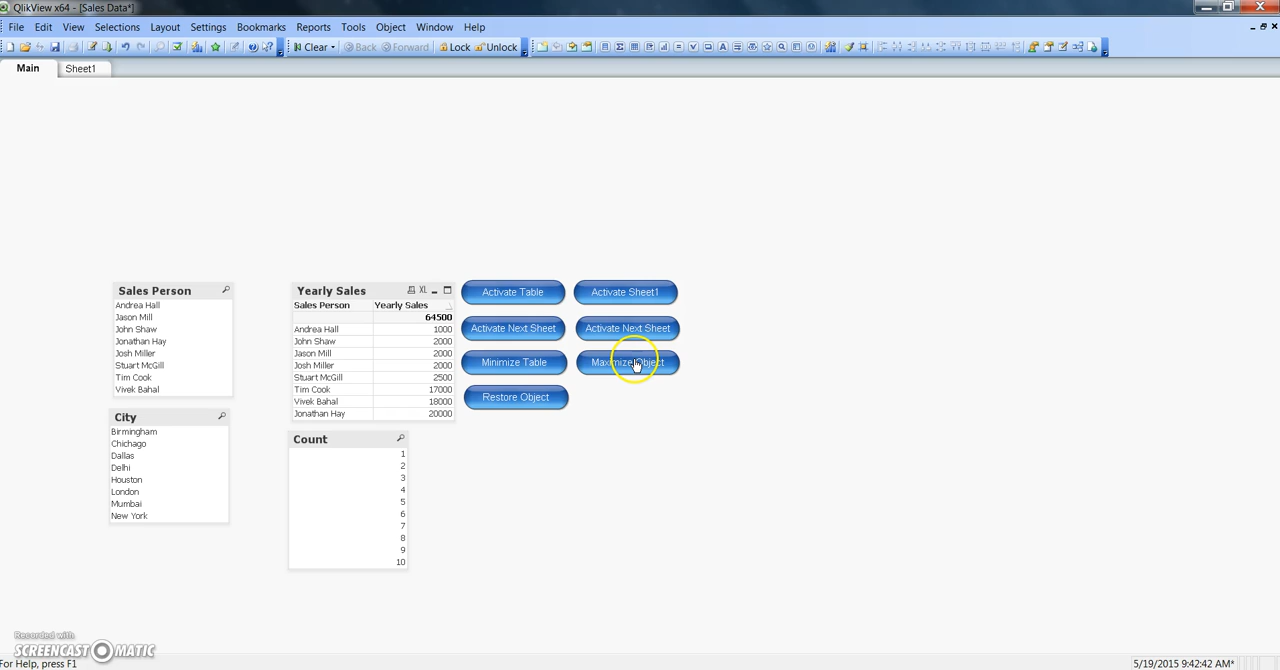 QlikView x64 - [Sales Data*]
File Edit View Selections Layout Settings Bookmarks Reports Tools Object Window Help
Clear Back Forward Lock Unlock
Main Sheet1
Sales Person
Andrea Hall
Jason Mill
John Shaw
Jonathan Hay
Josh Miller
Stuart McGill
Tim Cook
Vivek Bahal
City
Birmingham
Chichago
Dallas
Delhi
Houston
London
Mumbai
New York
Yearly Sales XL
Sales Person Yearly Sales
64500
Andrea Hall 1000
John Shaw 2000
Jason Mill 2000
Josh Miller 2000
Stuart McGill 2500
Tim Cook 17000
Vivek Bahal 18000
Jonathan Hay 20000
Count
1
2
3
4
5
6
7
8
9
10
Activate Table Activate Sheet1
Activate Next Sheet Activate Next Sheet
Minimize Table Maximize Object
Restore Object
Recorded with
SCREENCAST-O-MATIC
For Help, press F1 5/19/2015 9:42:42 AM*